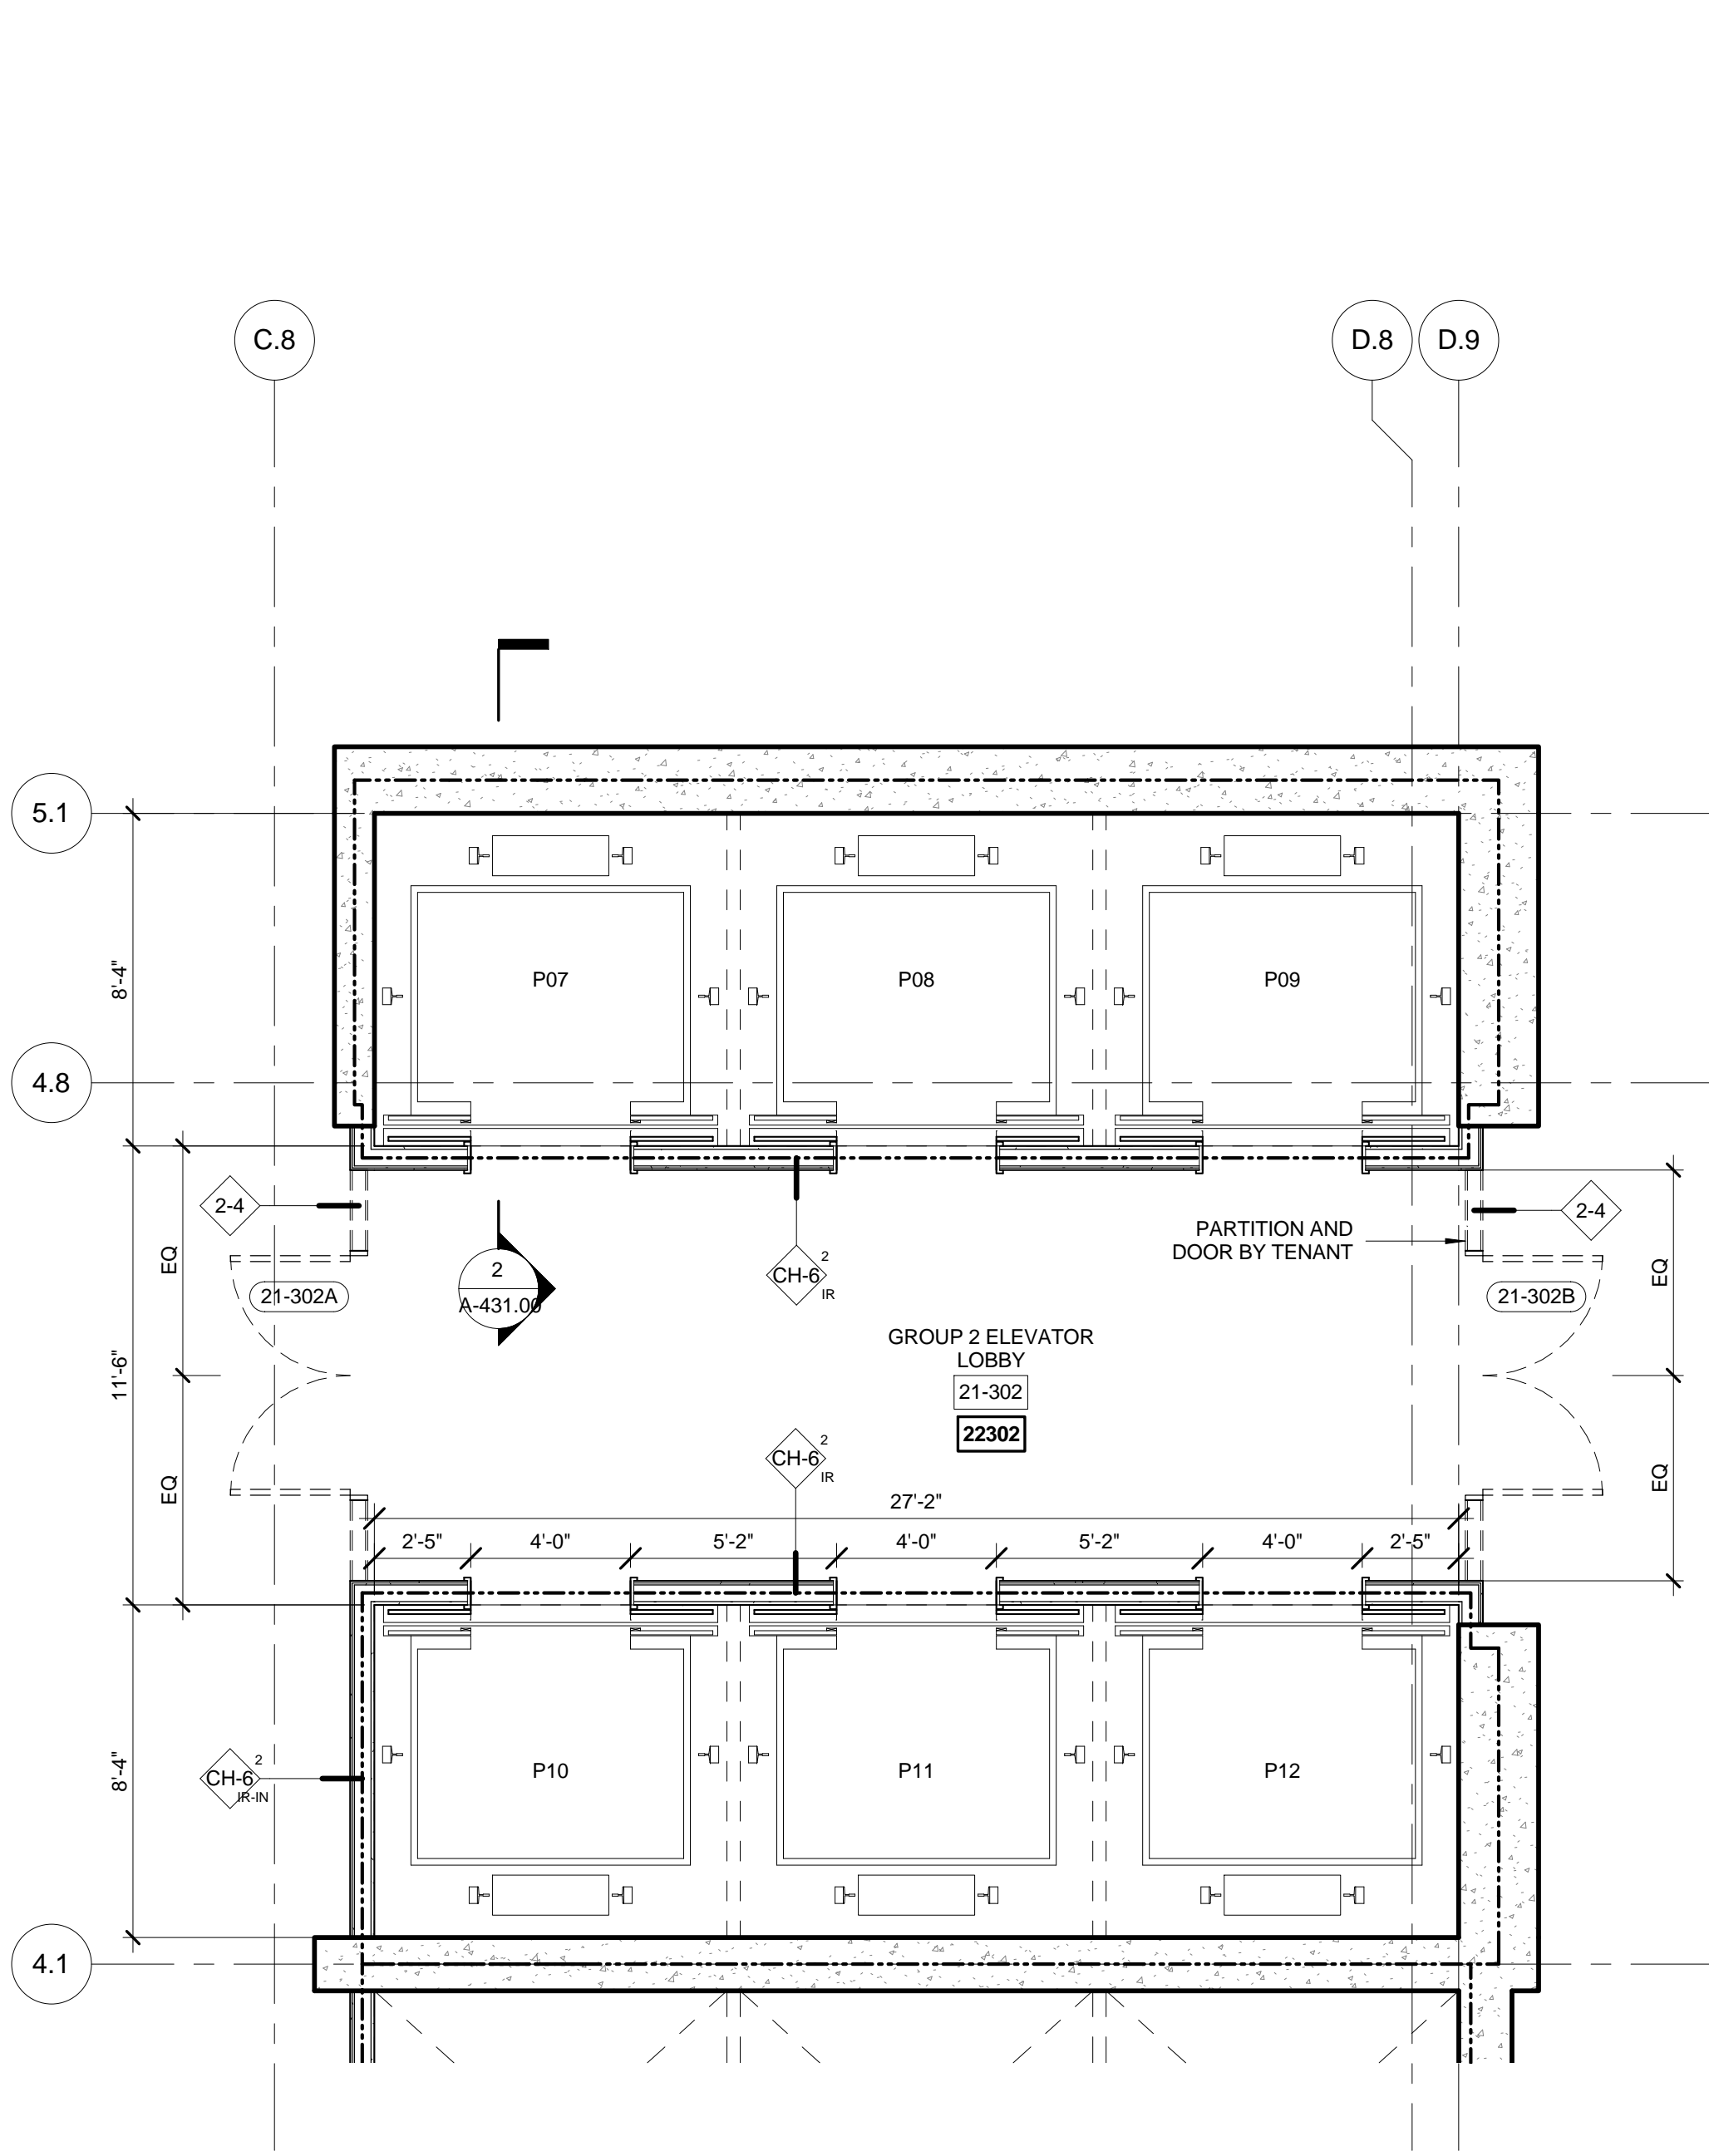 C.8
D.8
D.9
5.1
8'-4"
P07
P08
P09
4.8
2-4
2-4
PARTITION AND
DOOR BY TENANT
EQ
EQ
2
CH-6
IR
2
A-431.00
21-302A
21-302B
GROUP 2 ELEVATOR
LOBBY
11'-6"
21-302
22302
2
CH-6
IR
EQ
EQ
27'-2"
2'-5"
4'-0"
5'-2"
4'-0"
5'-2"
4'-0"
2'-5"
8'-4"
2
CH-6
IR-IN
P10
P11
P12
4.1